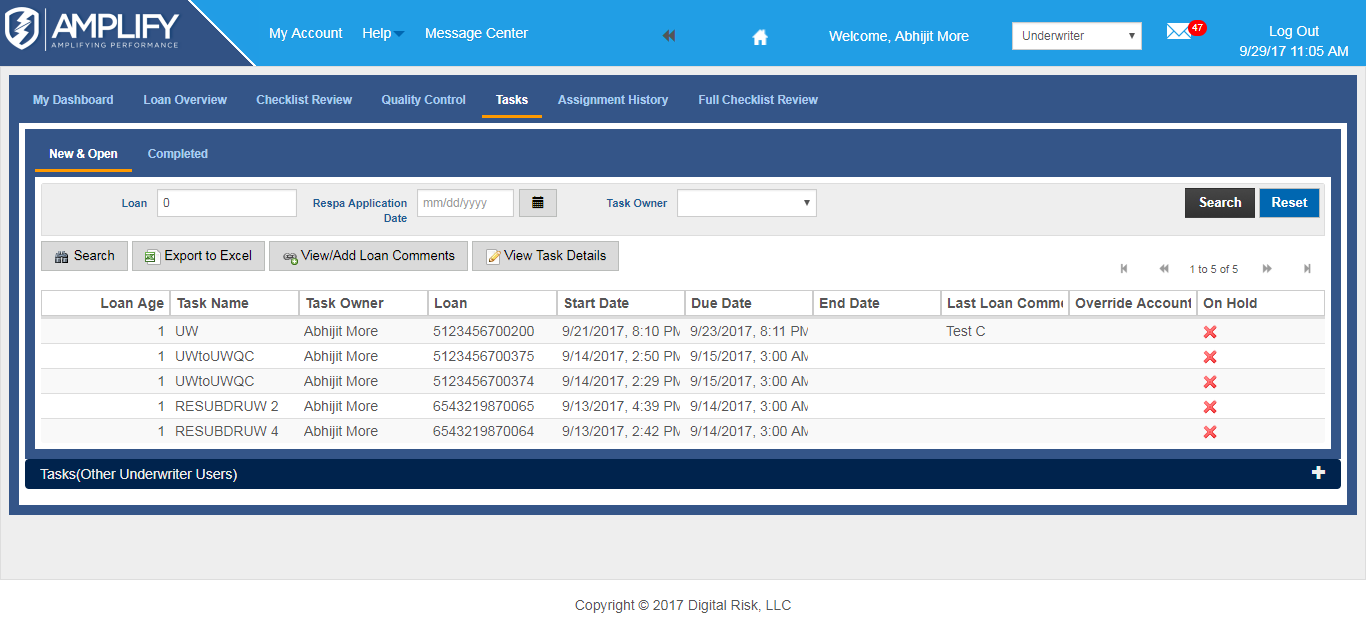 AMPLIFY
AMPLIFYING PERFORMANCE
My Account Help Message Center Welcome, Abhijit More Underwriter 47 Log Out
9/29/17 11:05 AM
My Dashboard Loan Overview Checklist Review Quality Control Tasks Assignment History Full Checklist Review
New & Open Completed
Loan 0 Respa Application Date mm/dd/yyyy Task Owner Search Reset
Search Export to Excel View/Add Loan Comments View Task Details
1 to 5 of 5
Loan Age Task Name Task Owner Loan Start Date Due Date End Date Last Loan Comme Override Account On Hold
1 UW Abhijit More 5123456700200 9/21/2017, 8:10 PM 9/23/2017, 8:11 PM Test C
1 UWtoUWQC Abhijit More 5123456700375 9/14/2017, 2:50 PM 9/15/2017, 3:00 AM
1 UWtoUWQC Abhijit More 5123456700374 9/14/2017, 2:29 PM 9/15/2017, 3:00 AM
1 RESUBDRUW 2 Abhijit More 6543219870065 9/13/2017, 4:39 PM 9/14/2017, 3:00 AM
1 RESUBDRUW 4 Abhijit More 6543219870064 9/13/2017, 2:42 PM 9/14/2017, 3:00 AM
Tasks(Other Underwriter Users)
Copyright © 2017 Digital Risk, LLC